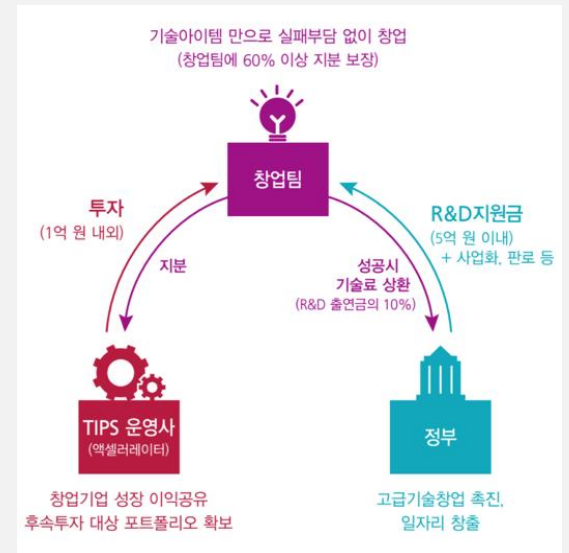 기술아이템 만으로 실패부담 없이 창업
(창업팀에 60% 이상 지분 보장)
창업팀
투자
(1억 원 내외)
지분
R&D지원금
(5억 원 이내)
+ 사업화, 판로 등
성공시
기술료 상환
(R&D 출연금의 10%)
TIPS 운영사
(액셀러레이터)
정부
창업기업 성장 이익공유
후속투자 대상 포트폴리오 확보
고급기술창업 촉진,
일자리 창출